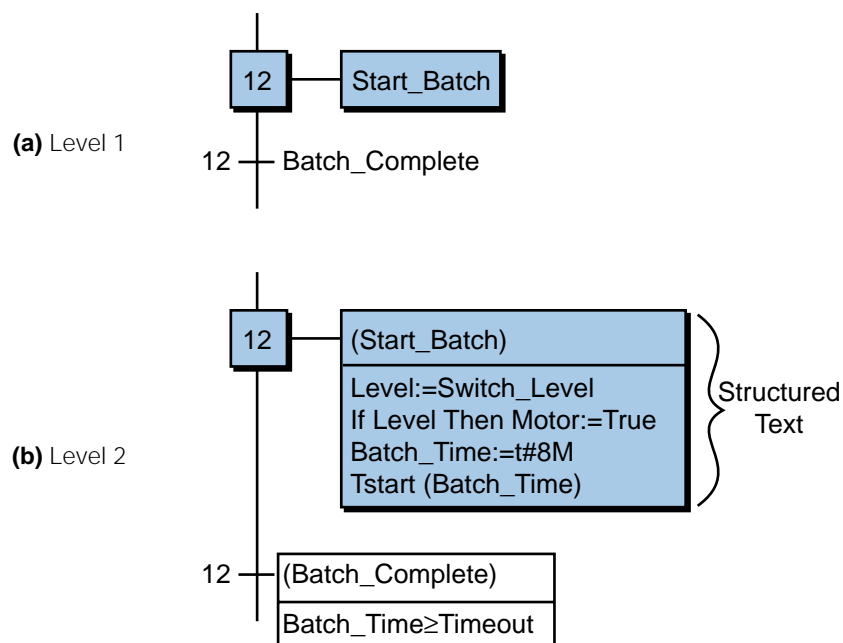 12
Start_Batch
(a) Level 1
12
Batch_Complete
12
(Start_Batch)
Level:=Switch_Level
If Level Then Motor:=True
Batch_Time:=t#8M
Tstart (Batch_Time)
Structured
Text
(b) Level 2
12
(Batch_Complete)
Batch_Time≥Timeout